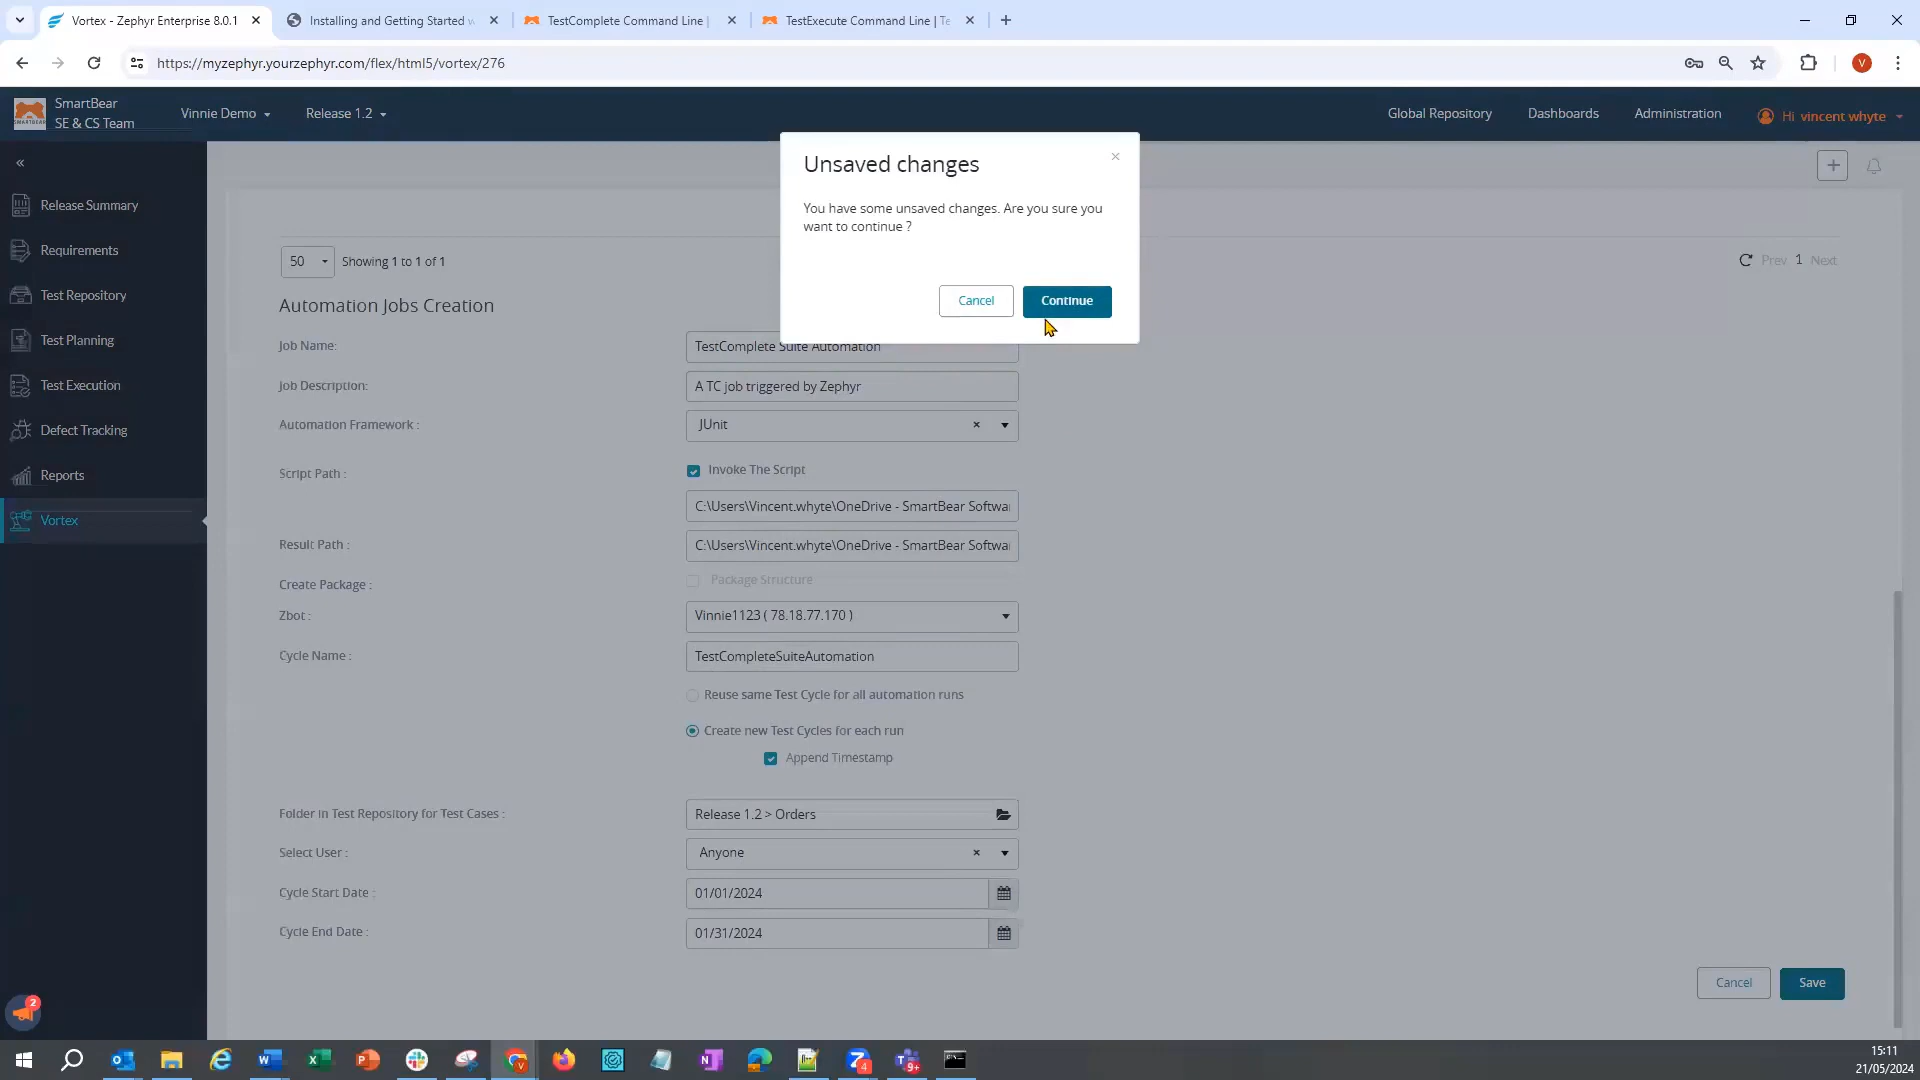 Vortex - Zephyr Enterprise 8.0.1
Installing and Getting Started
TestComplete Command Line |
TestExecute Command Line |
https://myzephyr.yourzephyr.com/flex/html5/vortex/276
V
SMARTBEAR
SmartBear
SE & CS Team
Vinnie Demo
Release 1.2
Global Repository
Dashboards
Administration
Hi vincent whyte
Release Summary
Requirements
Test Repository
Test Planning
Test Execution
Defect Tracking
Reports
Vortex
2
Unsaved changes
You have some unsaved changes. Are you sure you
want to continue ?
Cancel
Continue
50
Showing 1 to 1 of 1
Prev 1 Next
Automation Jobs Creation
Job Name:
TestComplete Suite Automation
Job Description:
A TC job triggered by Zephyr
Automation Framework :
JUnit
Script Path :
Invoke The Script
C:\Users\Vincent.whyte\OneDrive - SmartBear Softwa
Result Path :
C:\Users\Vincent.whyte\OneDrive - SmartBear Softwa
Create Package :
Package Structure
Zbot :
Vinnie1123 ( 78.18.77.170 )
Cycle Name :
TestCompleteSuiteAutomation
Reuse same Test Cycle for all automation runs
Create new Test Cycles for each run
Append Timestamp
Folder in Test Repository for Test Cases :
Release 1.2 > Orders
Select User :
Anyone
Cycle Start Date :
01/01/2024
Cycle End Date :
01/31/2024
Cancel
Save
4
9+
15:11
21/05/2024